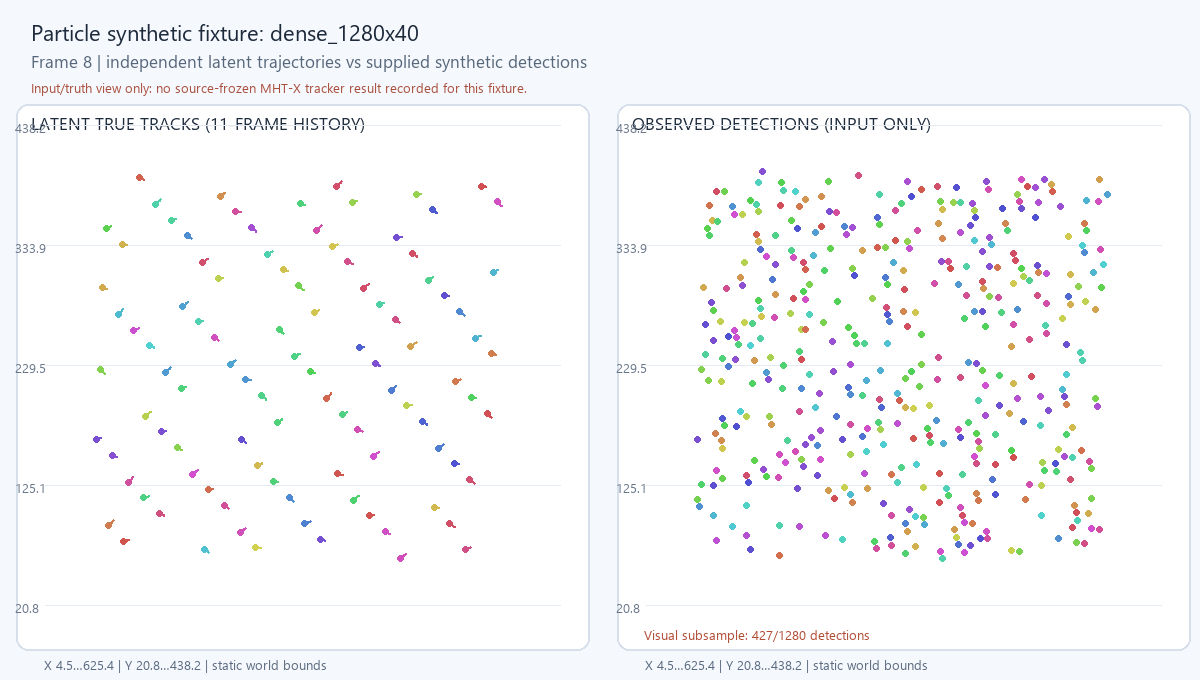 Particle synthetic fixture: dense_1280x40
Frame 8 | independent latent trajectories vs supplied synthetic detections
Input/truth view only: no source-frozen MHT-X tracker result recorded for this fixture.
LATENT TRUE TRACKS (11-FRAME HISTORY)
438.2
333.9
229.5
125.1
20.8
X 4.5...625.4 | Y 20.8...438.2 | static world bounds
OBSERVED DETECTIONS (INPUT ONLY)
438.2
333.9
229.5
125.1
20.8
Visual subsample: 427/1280 detections
X 4.5...625.4 | Y 20.8...438.2 | static world bounds